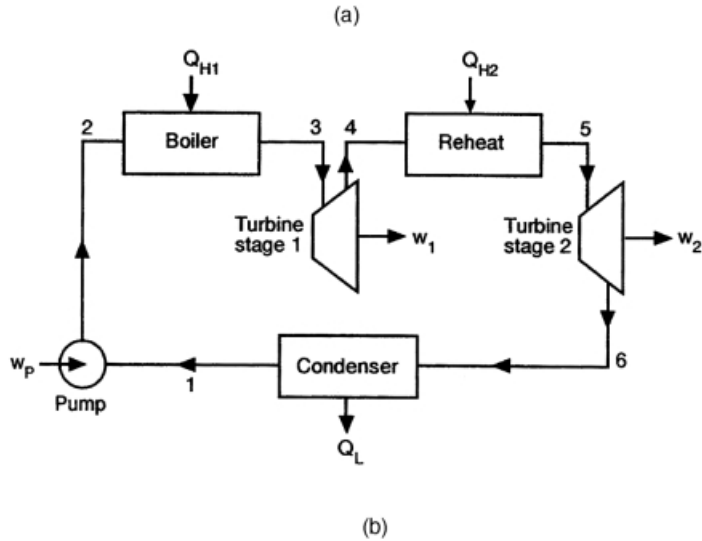 (a)
Q_H1
Q_H2
2
Boiler
3
4
Reheat
5
Turbine
stage 1
w_1
Turbine
stage 2
w_2
w_P
Pump
1
Condenser
6
Q_L
(b)